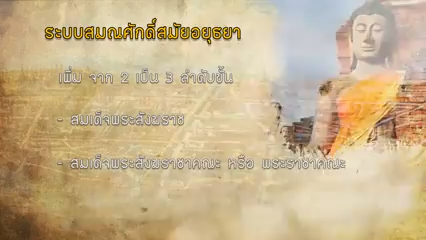 ระบบสมณศักดิ์สมัยอยุธยา
เพิ่ม จาก 2 เป็น 3 ลำดับชั้น
- สมเด็จพระสังฆราช
- สมเด็จพระสังฆราชาคณะ หรือ พระราชาคณะ